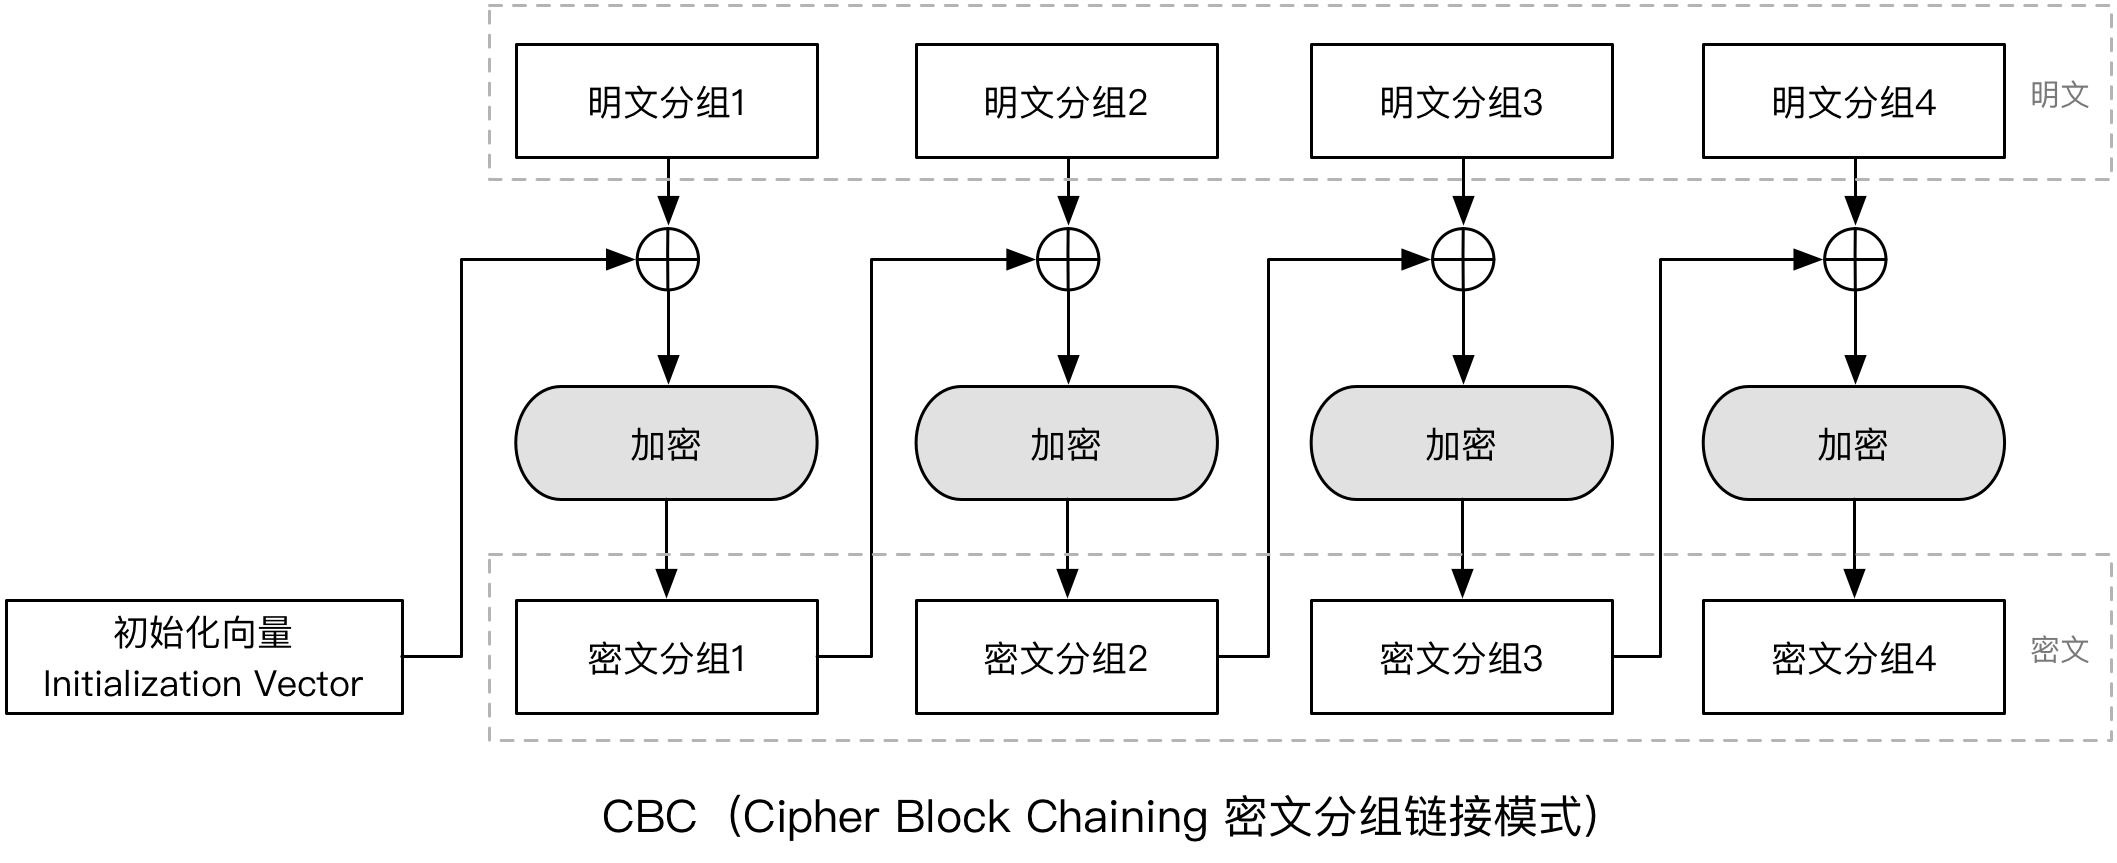 明文分组1
明文分组2
明文分组3
明文分组4
明文
加密
加密
加密
加密
初始化向量
Initialization Vector
密文分组1
密文分组2
密文分组3
密文分组4
密文
CBC（Cipher Block Chaining 密文分组链接模式）